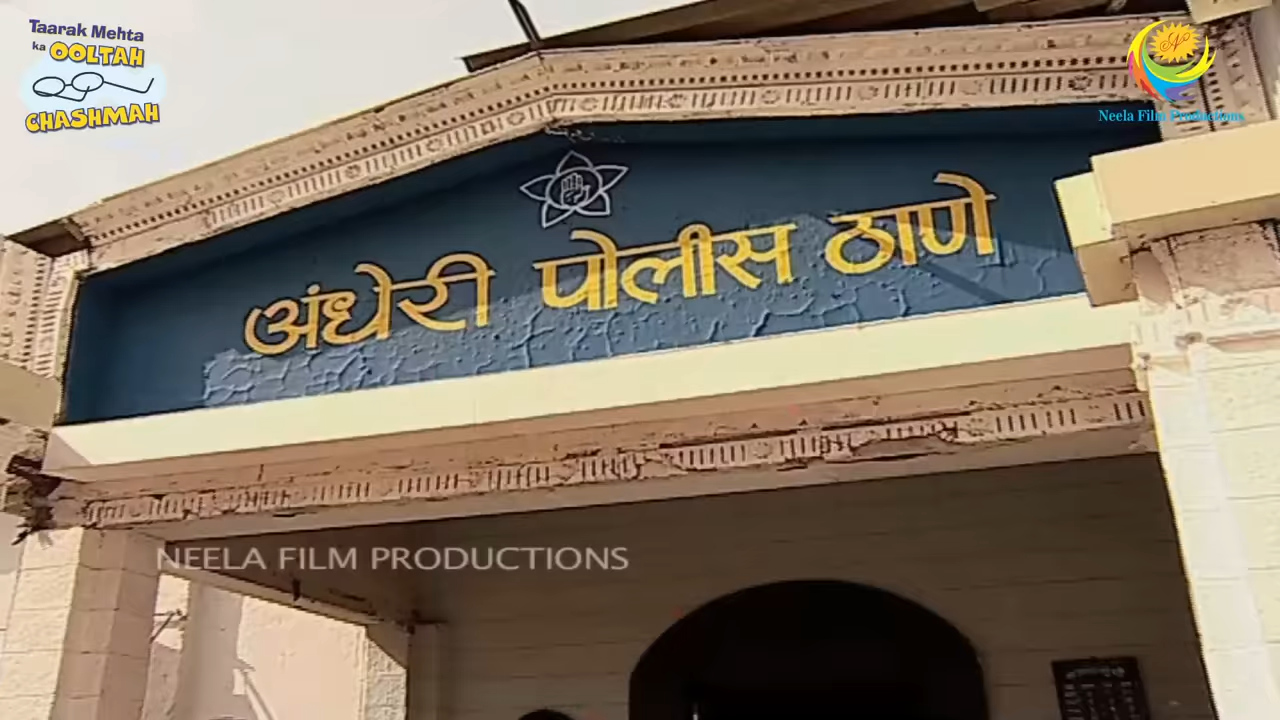 Taarak Mehta
ka OOLTAH
CHASHMAH
Neela Film Productions
अंधेरी पोलीस ठाणे
NEELA FILM PRODUCTIONS